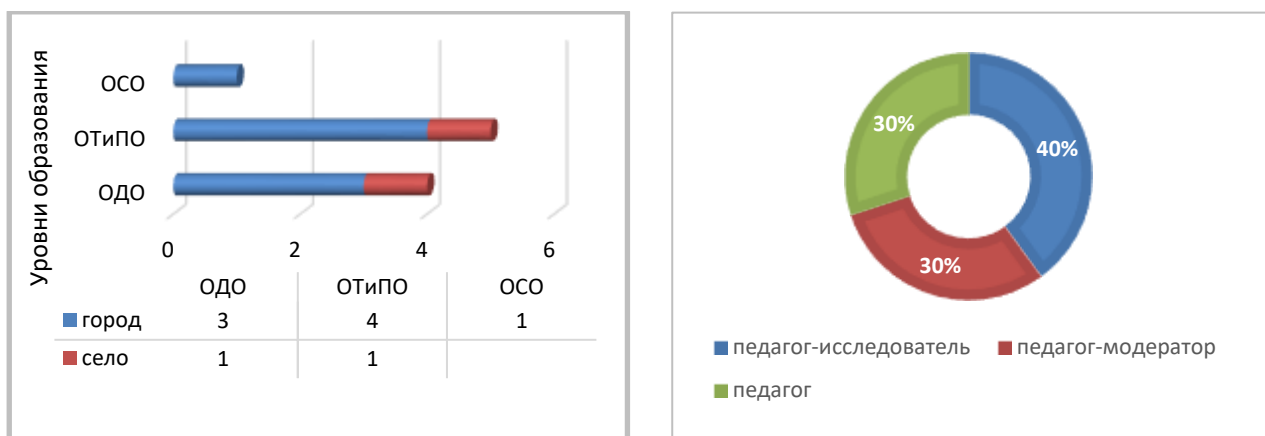 Уровни образования
ОСО
ОТиПО
ОДО
0 2 4 6
ОДО ОТиПО ОСО
город 3 4 1
село 1 1
40%
30%
30%
педагог-исследователь педагог-модератор
педагог